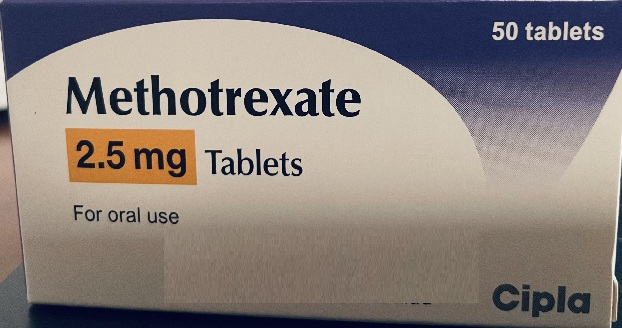 50 tablets
Methotrexate
2.5 mg Tablets
For oral use
Cipla